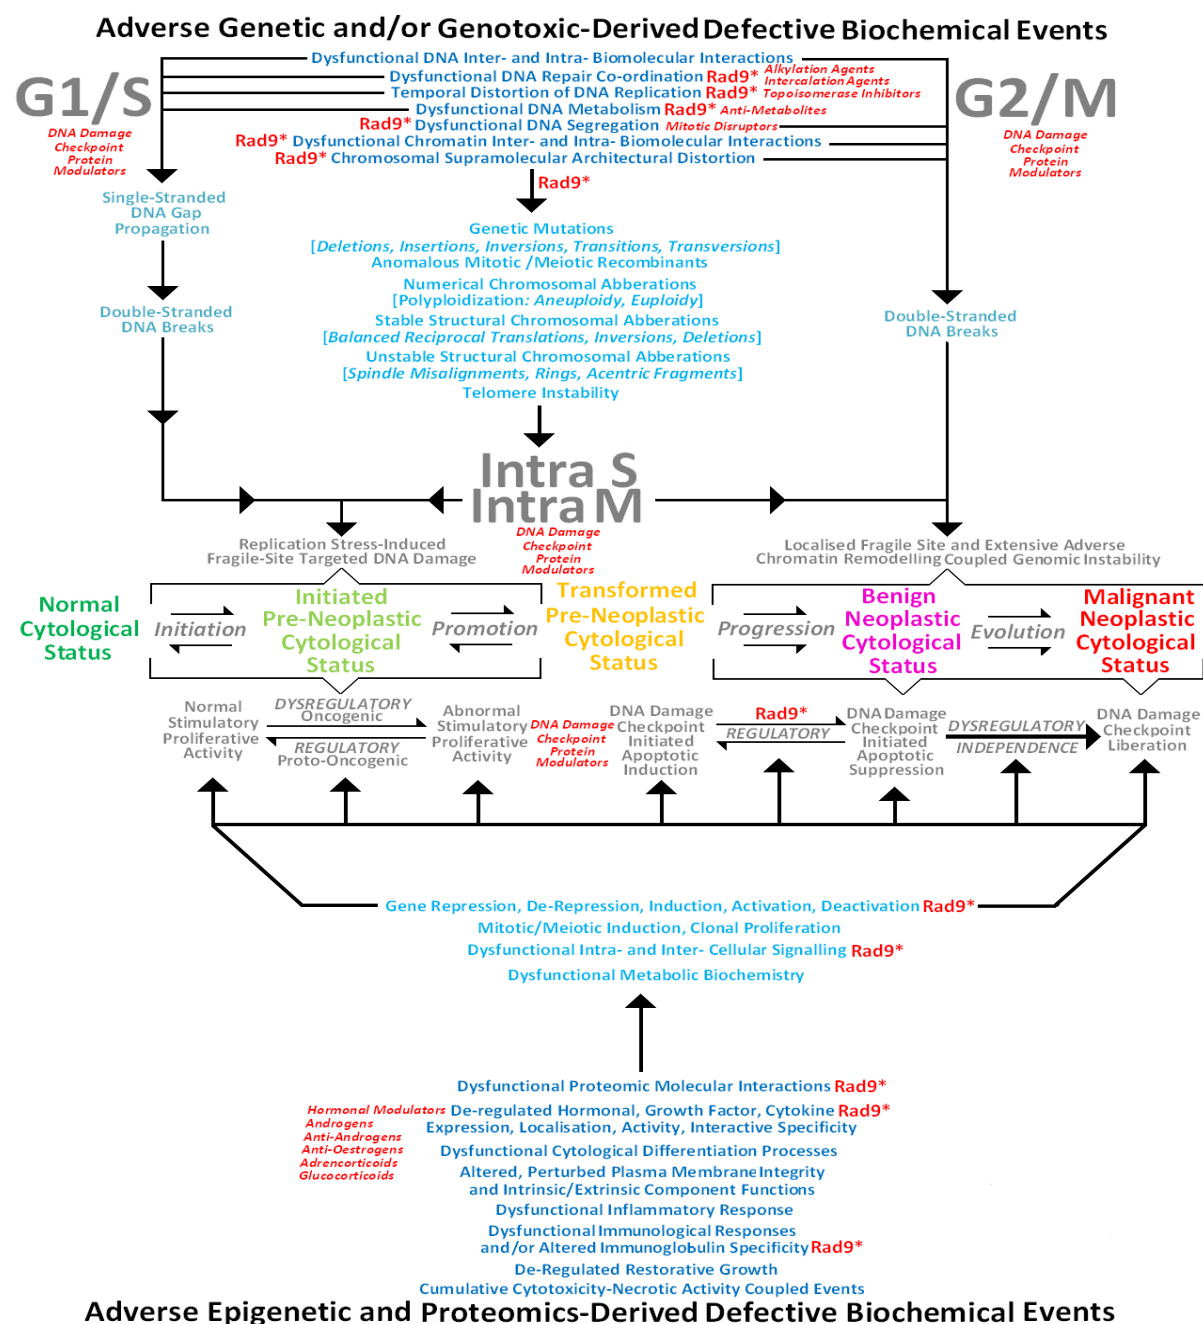 Adverse Genetic and/or Genotoxic-Derived Defective Biochemical Events
Dysfunctional DNA Inter- and Intra- Biomolecular Interactions
Dysfunctional DNA Repair Co-ordination Rad9* Alkylation Agents
Intercalation Agents
Temporal Distortion of DNA Replication Rad9* Topoisomerase Inhibitors
Dysfunctional DNA Metabolism Rad9* Anti-Metabolites
Rad9* Dysfunctional DNA Segregation Mitotic Disruptors
Rad9* Dysfunctional Chromatin Inter- and Intra- Biomolecular Interactions
Rad9* Chromosomal Supramolecular Architectural Distortion
G1/S
DNA Damage
Checkpoint
Protein
Modulators
G2/M
DNA Damage
Checkpoint
Protein
Modulators
Rad9*
Single-Stranded
DNA Gap
Propagation
Double-Stranded
DNA Breaks
Genetic Mutations
[Deletions, Insertions, Inversions, Transitions, Transversions]
Anomalous Mitotic /Meiotic Recombinants
Numerical Chromosomal Abberations
[Polyploidization: Aneuploidy, Euploidy]
Stable Structural Chromosomal Abberations
[Balanced Reciprocal Translations, Inversions, Deletions]
Unstable Structural Chromosomal Abberations
[Spindle Misalignments, Rings, Acentric Fragments]
Telomere Instability
Double-Stranded
DNA Breaks
Intra S
Intra M
DNA Damage
Checkpoint
Protein
Modulators
Replication Stress-Induced
Fragile-Site Targeted DNA Damage
Localised Fragile Site and Extensive Adverse
Chromatin Remodelling Coupled Genomic Instability
Normal
Cytological
Status
Initiation
Initiated
Pre-Neoplastic
Cytological
Status
Promotion
Transformed
Pre-Neoplastic
Cytological
Status
Progression
Benign
Neoplastic
Cytological
Status
Evolution
Malignant
Neoplastic
Cytological
Status
Normal
Stimulatory
Proliferative
Activity
DYSREGULATORY
Oncogenic
REGULATORY
Proto-Oncogenic
Abnormal
Stimulatory
Proliferative
Activity
DNA Damage
Checkpoint
Protein
Modulators
DNA Damage
Checkpoint
Initiated
Apoptotic
Induction
Rad9*
REGULATORY
DNA Damage
Checkpoint
Initiated
Apoptotic
Suppression
DYSREGULATORY
INDEPENDENCE
DNA Damage
Checkpoint
Liberation
Gene Repression, De-Repression, Induction, Activation, Deactivation Rad9*
Mitotic/Meiotic Induction, Clonal Proliferation
Dysfunctional Intra- and Inter- Cellular Signalling Rad9*
Dysfunctional Metabolic Biochemistry
Dysfunctional Proteomic Molecular Interactions Rad9*
Hormonal Modulators De-regulated Hormonal, Growth Factor, Cytokine Rad9*
Androgens Expression, Localisation, Activity, Interactive Specificity
Anti-Androgens
Anti-Oestrogens
Adrencorticoids
Glucocorticoids
Dysfunctional Cytological Differentiation Processes
Altered, Perturbed Plasma Membrane Integrity
and Intrinsic/Extrinsic Component Functions
Dysfunctional Inflammatory Response
Dysfunctional Immunological Responses
and/or Altered Immunoglobulin Specificity Rad9*
De-Regulated Restorative Growth
Cumulative Cytotoxicity-Necrotic Activity Coupled Events
Adverse Epigenetic and Proteomics-Derived Defective Biochemical Events